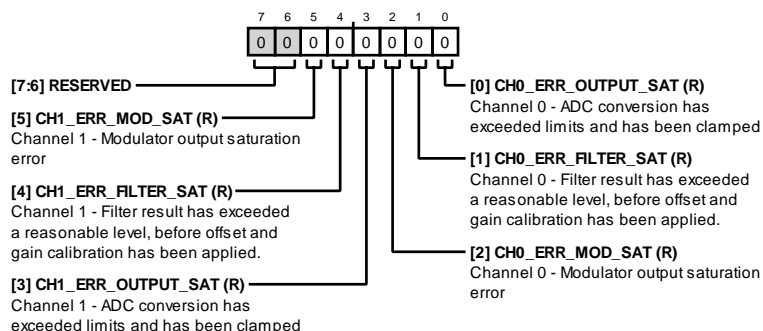 7 6 5 4 3 2 1 0
0 0 0 0 0 0 0 0
[7:6] RESERVED
[5] CH1_ERR_MOD_SAT (R)
Channel 1 - Modulator output saturation
error
[4] CH1_ERR_FILTER_SAT (R)
Channel 1 - Filter result has exceeded
a reasonable level, before offset and
gain calibration has been applied.
[3] CH1_ERR_OUTPUT_SAT (R)
Channel 1 - ADC conversion has
exceeded limits and has been clamped
[0] CH0_ERR_OUTPUT_SAT (R)
Channel 0 - ADC conversion has
exceeded limits and has been clamped
[1] CH0_ERR_FILTER_SAT (R)
Channel 0 - Filter result has exceeded
a reasonable level, before offset and
gain calibration has been applied.
[2] CH0_ERR_MOD_SAT (R)
Channel 0 - Modulator output saturation
error